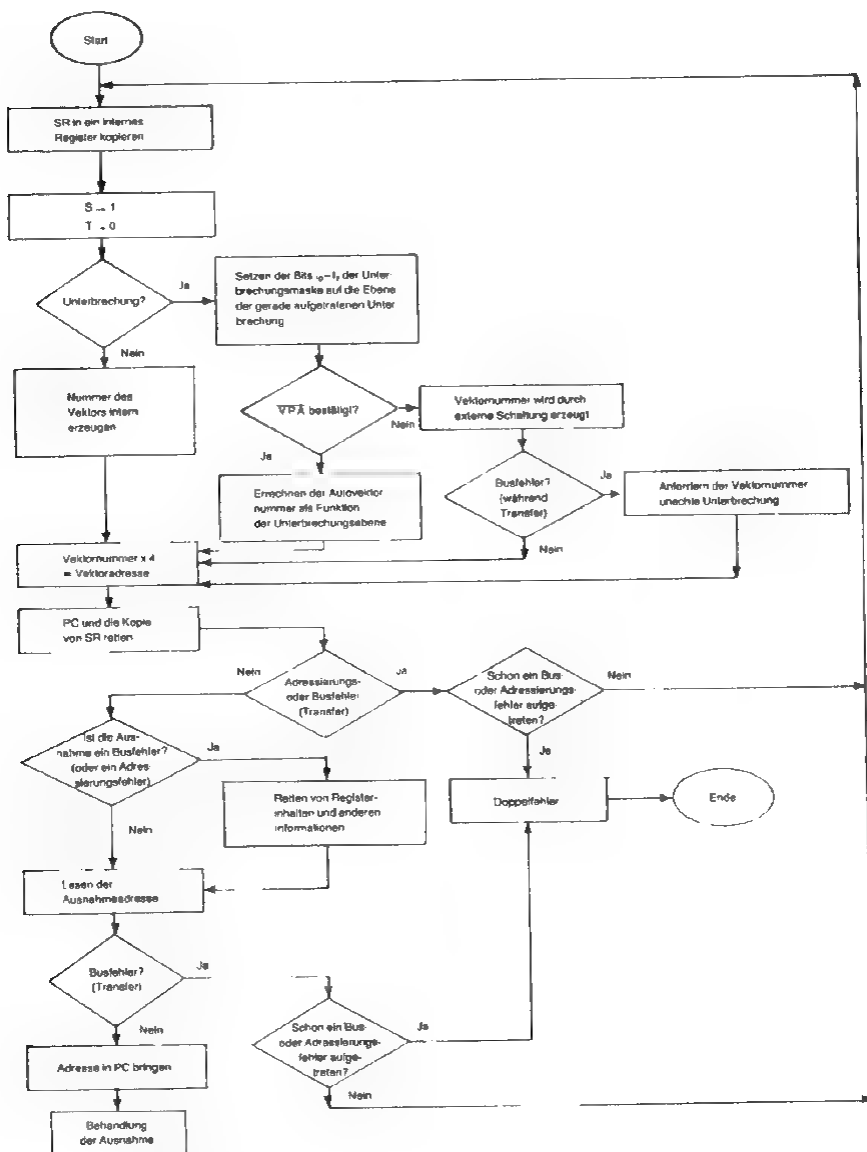 Start
SR in ein internes
Register kopieren
S → 1
T → 0
Unterbrechung?
Ja
Nein
Setzen der Bits I₀–I₂ der Unter-
brechungsmaske auf die Ebene
der gerade aufgetretenen Unter
brechung
Nummer des
Vektors intern
erzeugen
VPA bestätigt?
Nein
Ja
Vektornummer wird durch
externe Schaltung erzeugt
Errechnen der Autovektor
nummer als Funktion
der Unterbrechungsebene
Busfehler?
(während
Transfer)
Ja
Nein
Anfordern der Vektornummer
unechte Unterbrechung
Vektornummer x 4
= Vektoradresse
PC und die Kopie
von SR retten
Nein
Adressierungs-
oder Busfehler
(Transfer)
Ja
Schon ein Bus-
oder Adressierungs
fehler aufge-
treten?
Nein
Ja
Ist die Aus-
nahme ein Busfehler?
(oder ein Adres
sierungsfehler)
Ja
Nein
Retten von Register-
inhalten und anderen
informationen
Doppelfehler
Ende
Lesen der
Ausnahmeadresse
Busfehler?
(Transfer)
Ja
Nein
Schon ein Bus-
oder Adressierungs-
fehler aufge-
treten?
Ja
Nein
Adresse in PC bringen
Behandlung
der Ausnahme